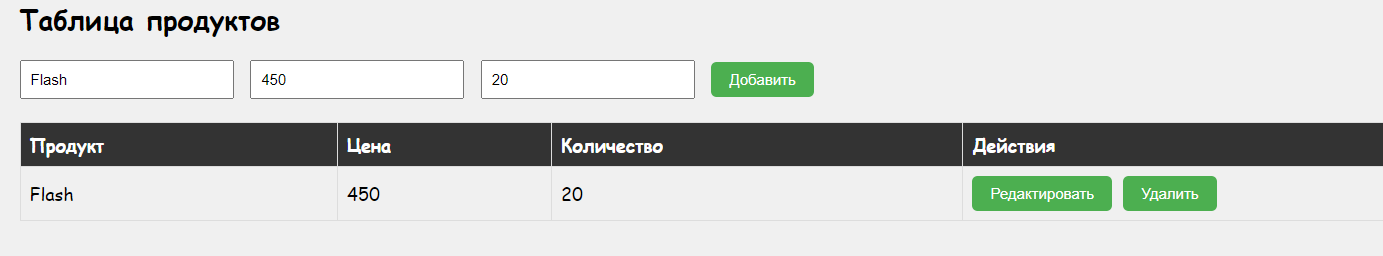 Таблица продуктов
Flash 450 20 Добавить
Продукт Цена Количество Действия
Flash 450 20 Редактировать Удалить